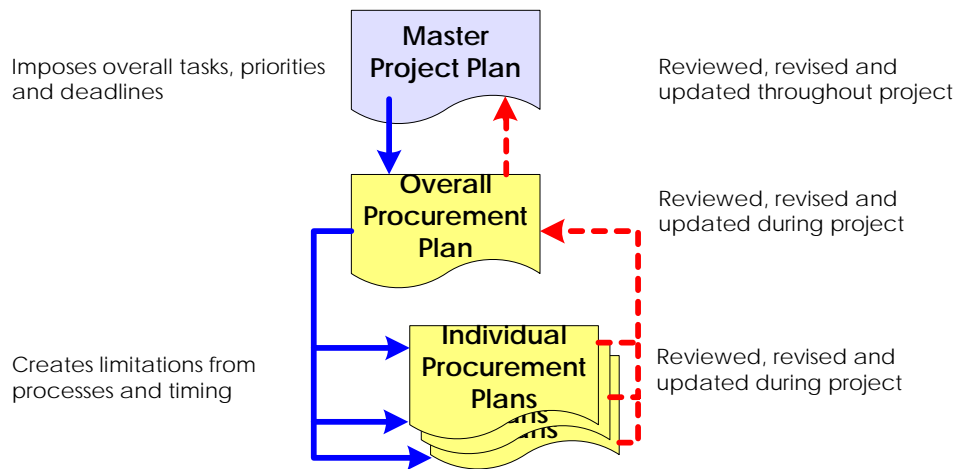 Master
Project Plan
Imposes overall tasks, priorities
and deadlines
Reviewed, revised and
updated throughout project
Overall
Procurement
Plan
Reviewed, revised and
updated during project
Individual
Procurement
Plans
Creates limitations from
processes and timing
Reviewed, revised and
updated during project